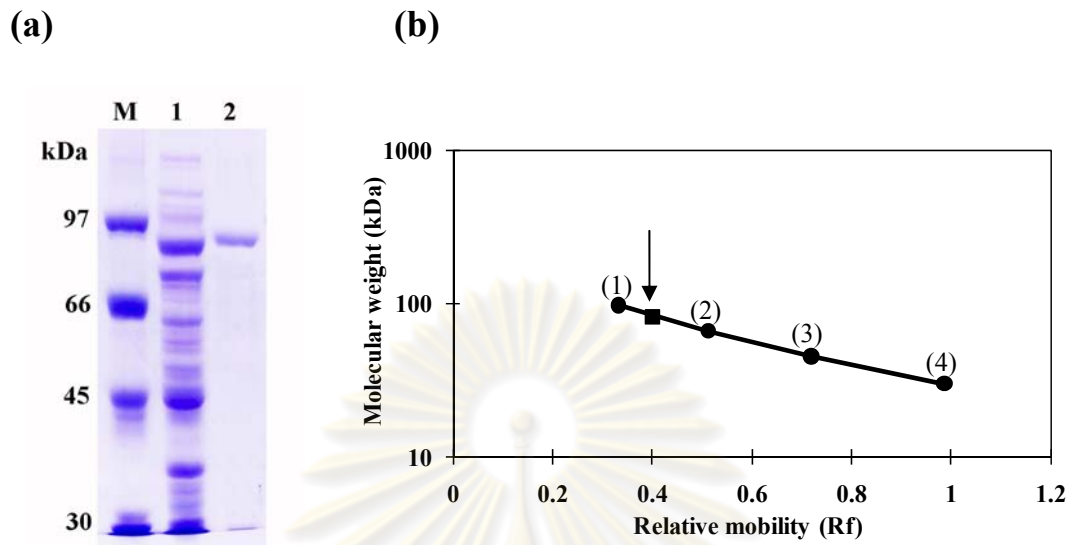 (a)
M 1 2
kDa
97
66
45
30
(b)
Molecular weight (kDa)
1000
100
10
(1)
(2)
(3)
(4)
0 0.2 0.4 0.6 0.8 1 1.2
Relative mobility (Rf)